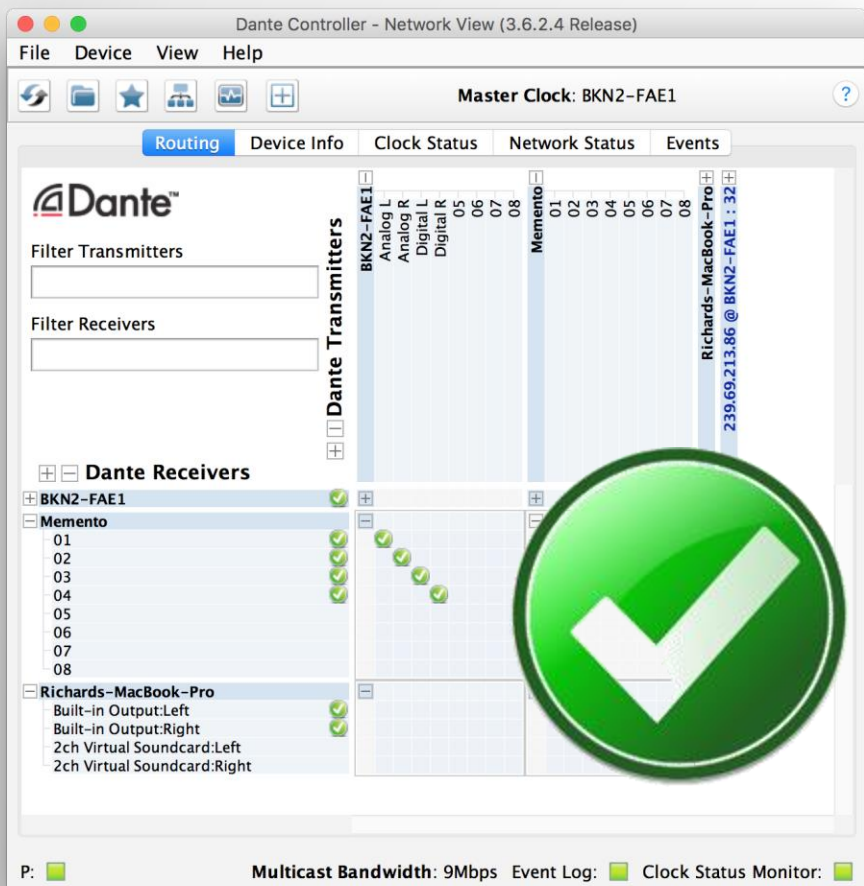 Dante Controller - Network View (3.6.2.4 Release)
File Device View Help
Master Clock: BKN2-FAE1
?
Routing Device Info Clock Status Network Status Events
Dante™
Filter Transmitters
Filter Receivers
Dante Transmitters
BKN2-FAE1
Analog L
Analog R
Digital L
Digital R
05
06
07
08
Memento
01
02
03
04
05
06
07
08
Richards-MacBook-Pro
239.69.213.86 @ BKN2-FAE1 : 32
Dante Receivers
BKN2-FAE1
Memento
01
02
03
04
05
06
07
08
Richards-MacBook-Pro
Built-in Output:Left
Built-in Output:Right
2ch Virtual Soundcard:Left
2ch Virtual Soundcard:Right
P: Multicast Bandwidth: 9Mbps Event Log: Clock Status Monitor: